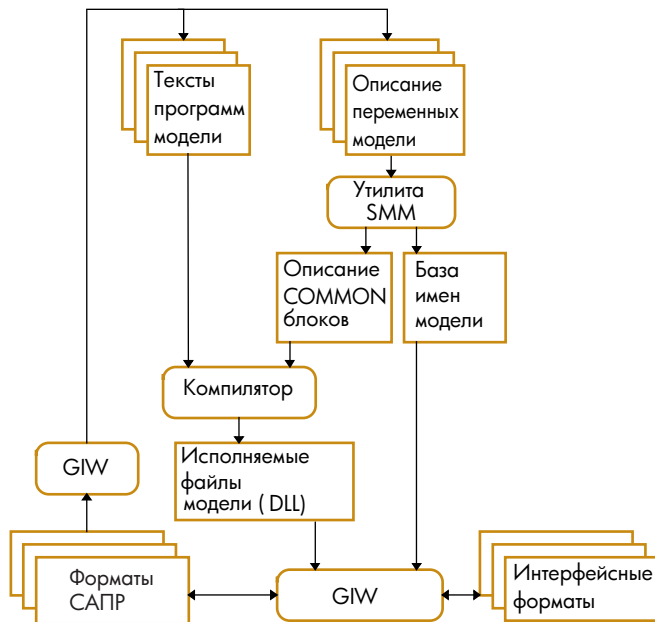 Тексты
программ
модели
Описание
переменных
модели
Утилита
SMM
Описание
COMMON
блоков
База
имен
модели
Компилятор
GIW
Исполняемые
файлы
модели ( DLL)
Форматы
САПР
GIW
Интерфейсные
форматы